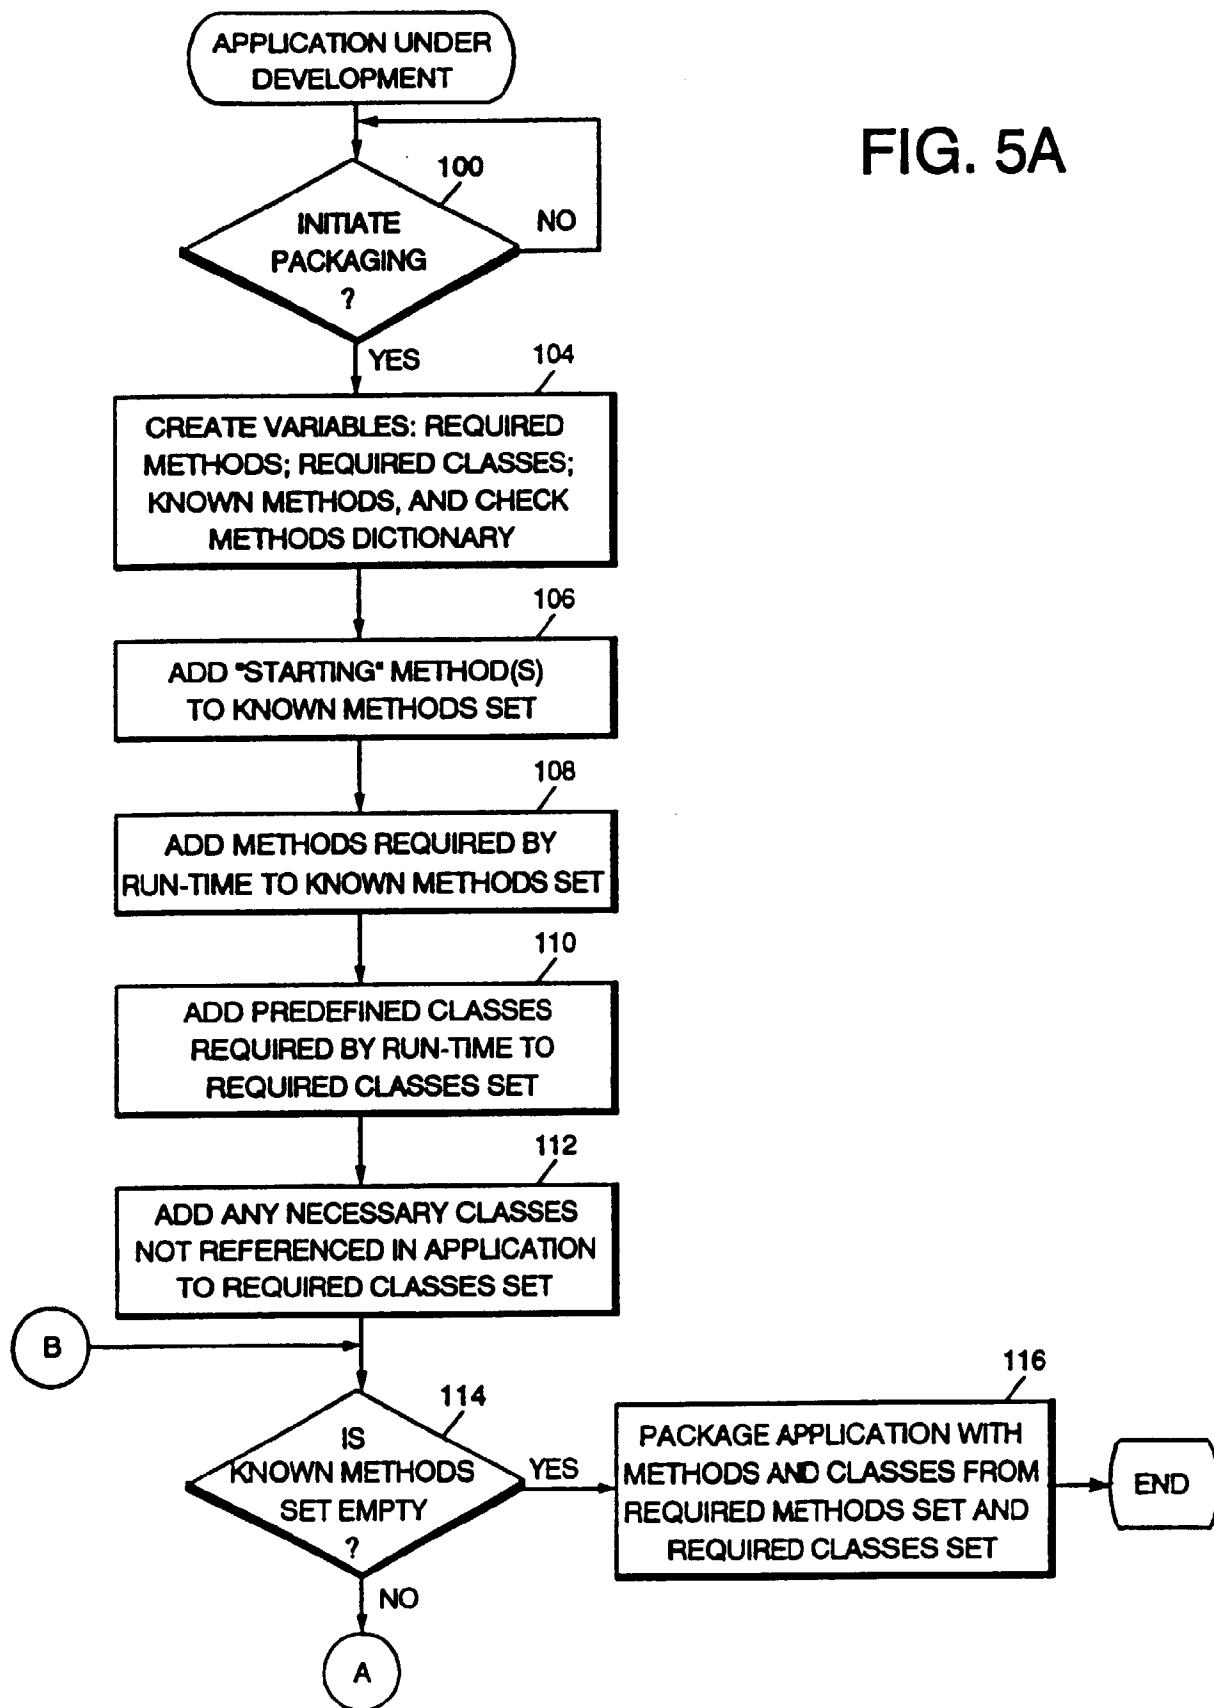 APPLICATION UNDER
DEVELOPMENT
FIG. 5A
100
INITIATE
PACKAGING
?
NO
YES
104
CREATE VARIABLES: REQUIRED
METHODS; REQUIRED CLASSES;
KNOWN METHODS, AND CHECK
METHODS DICTIONARY
106
ADD "STARTING" METHOD(S)
TO KNOWN METHODS SET
108
ADD METHODS REQUIRED BY
RUN-TIME TO KNOWN METHODS SET
110
ADD PREDEFINED CLASSES
REQUIRED BY RUN-TIME TO
REQUIRED CLASSES SET
112
ADD ANY NECESSARY CLASSES
NOT REFERENCED IN APPLICATION
TO REQUIRED CLASSES SET
B
114
IS
KNOWN METHODS
SET EMPTY
?
YES
116
PACKAGE APPLICATION WITH
METHODS AND CLASSES FROM
REQUIRED METHODS SET AND
REQUIRED CLASSES SET
END
NO
A